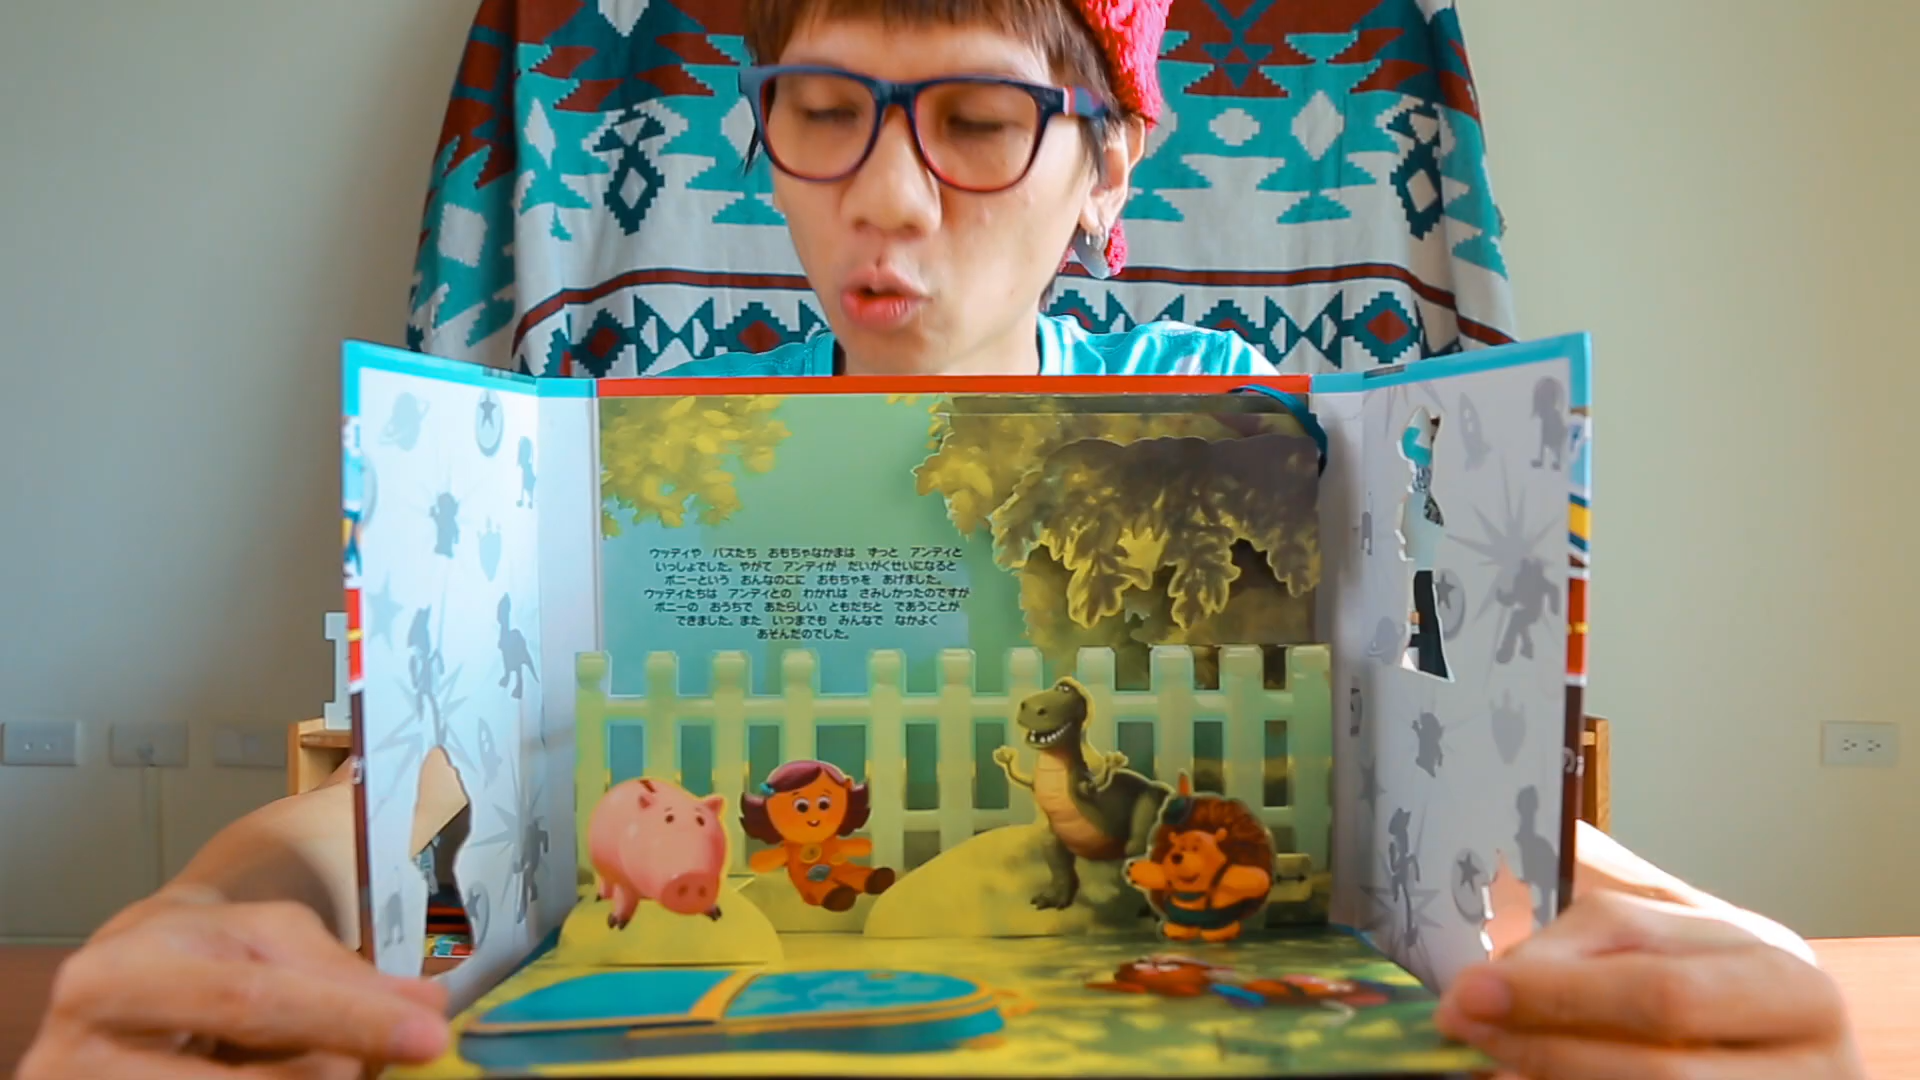 ウッディや　バズたち　おもちゃなかまは　ずっと　アンディと
いっしょでした。やがて　アンディが　だいがくせいになると
ボニーという　おんなのこに　おもちゃを　あげました。
ウッディたちは　アンディとの　わかれは　さみしかったのですが
ボニーの　おうちで　あたらしい　ともだちと　であうことが
できました。また　いつまでも　みんなで　なかよく
あそんだのでした。